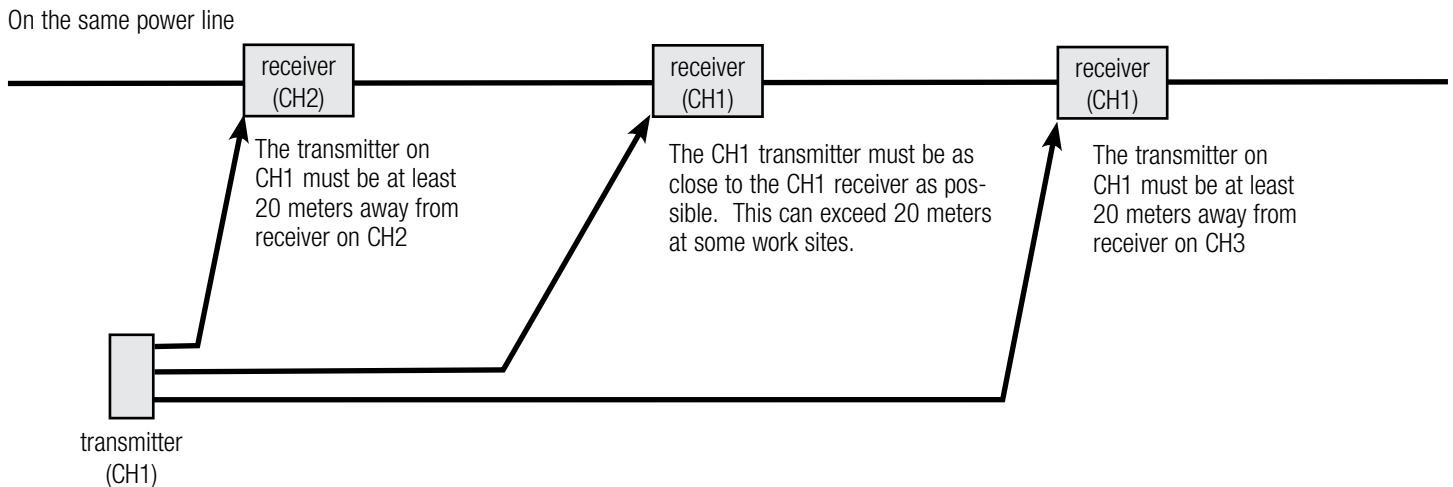 On the same power line
receiver
(CH2)
The transmitter on
CH1 must be at least
20 meters away from
receiver on CH2
receiver
(CH1)
The CH1 transmitter must be as
close to the CH1 receiver as pos-
sible.  This can exceed 20 meters
at some work sites.
receiver
(CH1)
The transmitter on
CH1 must be at least
20 meters away from
receiver on CH3
transmitter
(CH1)